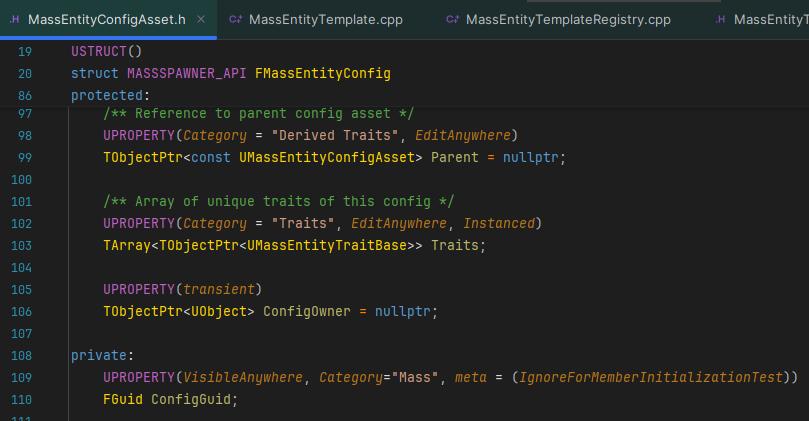 .H MassEntityConfigAsset.h × C++ MassEntityTemplate.cpp C++ MassEntityTemplateRegistry.cpp .H MassEntityT
19 USTRUCT()
20 struct MASSSPAWNER_API FMassEntityConfig
86 protected:
97 /** Reference to parent config asset */
98 UPROPERTY(Category = "Derived Traits", EditAnywhere)
99 TObjectPtr<const UMassEntityConfigAsset> Parent = nullptr;
100
101 /** Array of unique traits of this config */
102 UPROPERTY(Category = "Traits", EditAnywhere, Instanced)
103 TArray<TObjectPtr<UMassEntityTraitBase>> Traits;
104
105 UPROPERTY(transient)
106 TObjectPtr<UObject> ConfigOwner = nullptr;
107
108 private:
109 UPROPERTY(VisibleAnywhere, Category="Mass", meta = (IgnoreForMemberInitializationTest))
110 FGuid ConfigGuid;